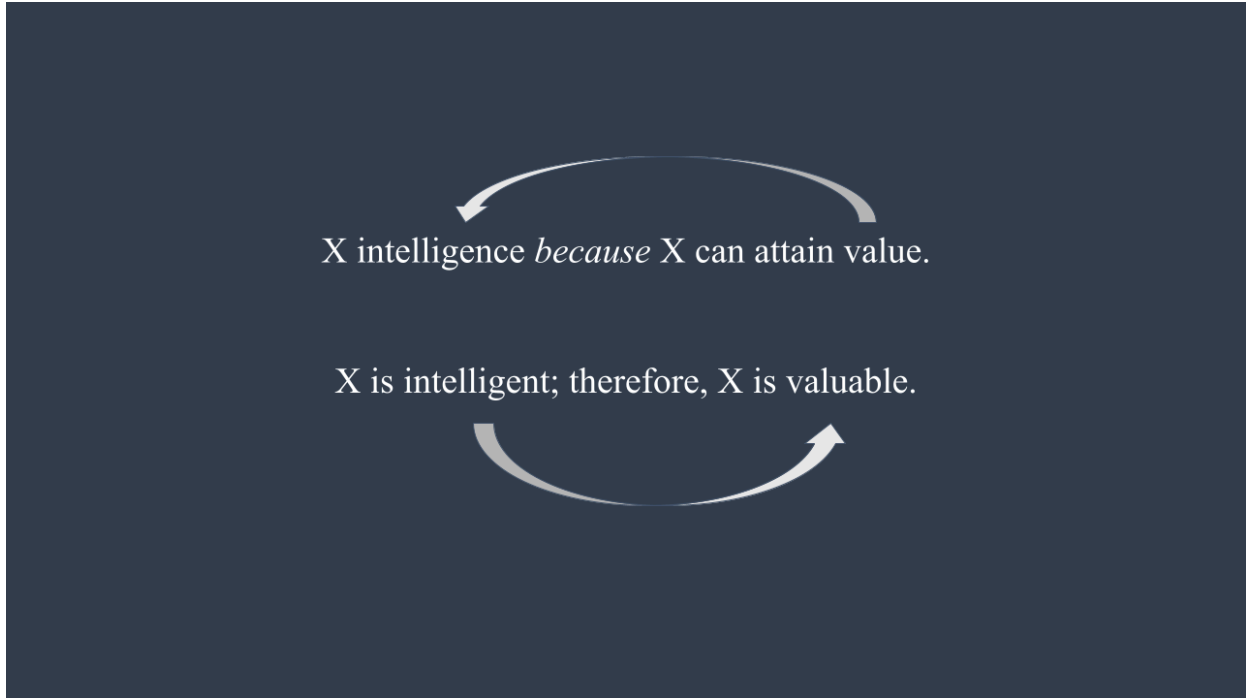 X intelligence because X can attain value.
X is intelligent; therefore, X is valuable.